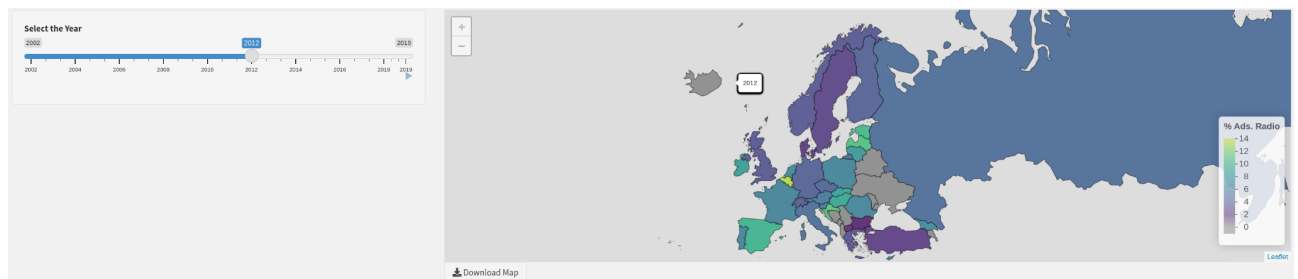 Select the Year
2002 2012 2019
2002 2004 2006 2008 2010 2012 2014 2016 2018 2019
+
−
2012
% Ads. Radio
14
12
10
8
6
4
2
0
Leaflet
Download Map